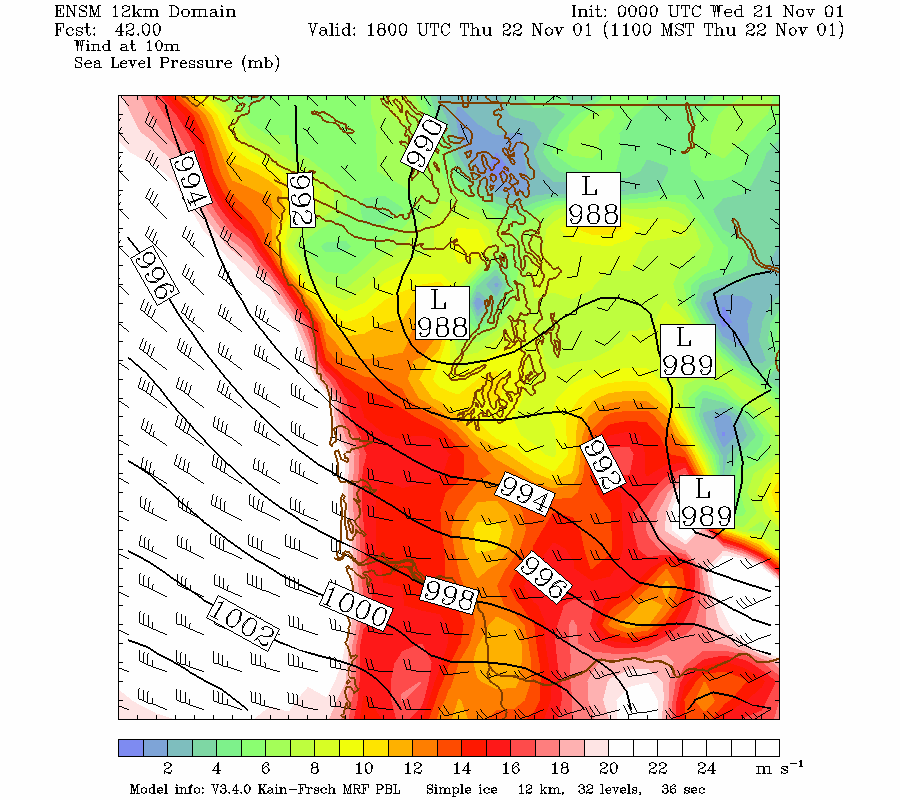 ENSM 12km Domain Init: 0000 UTC Wed 21 Nov 01
Fcst: 42.00 Valid: 1800 UTC Thu 22 Nov 01 (1100 MST Thu 22 Nov 01)
Wind at 10m
Sea Level Pressure (mb)
990
994
992
L
988
996
L
988
L
989
992
994
L
989
996
998
1000
1002
2 4 6 8 10 12 14 16 18 20 22 24 m s⁻¹
Model info: V3.4.0 Kain-Frsch MRF PBL Simple ice 12 km, 32 levels, 36 sec